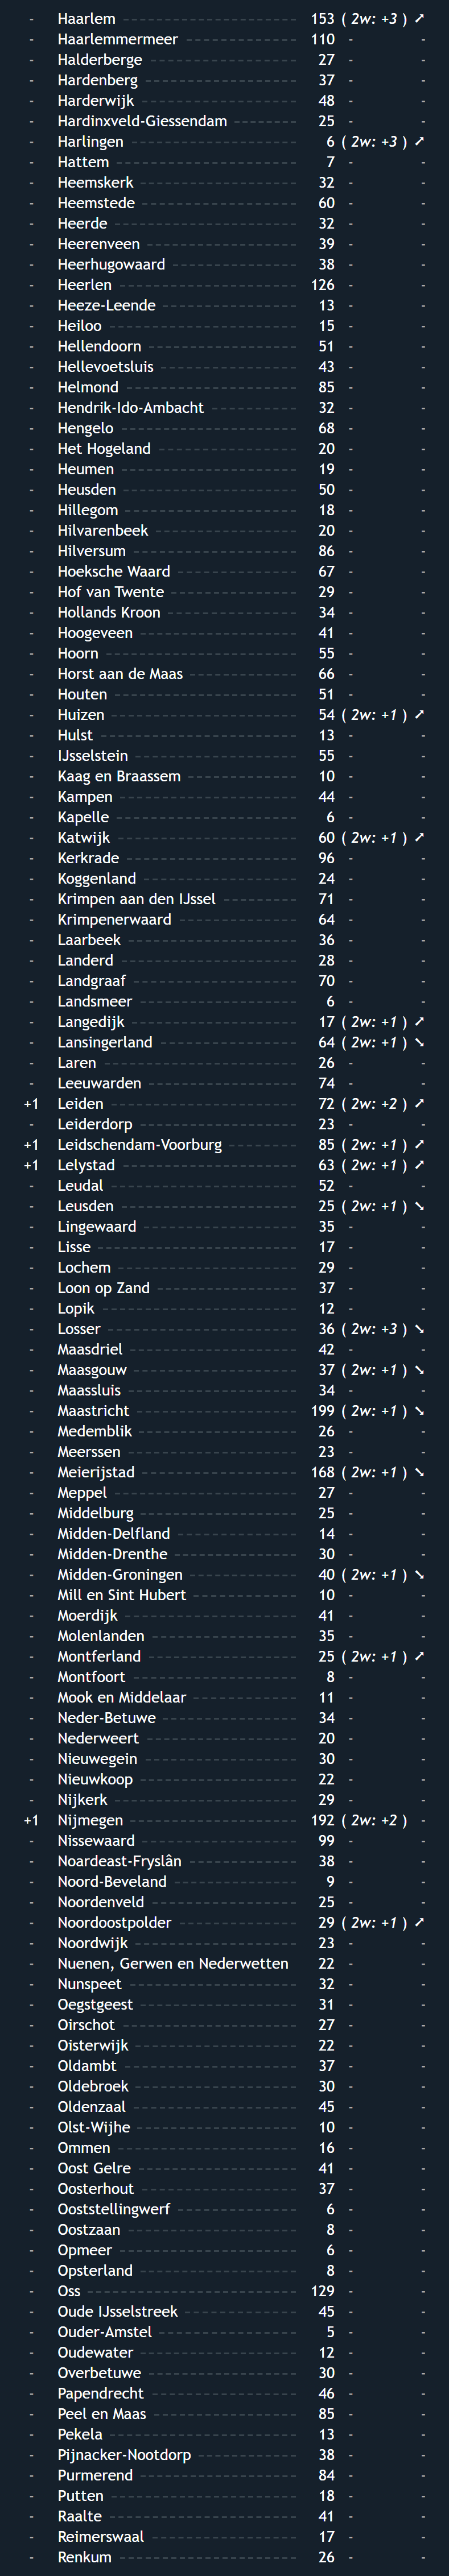 - Haarlem 153 ( 2w: +3 ) ↗
- Haarlemmermeer 110 - -
- Halderberge 27 - -
- Hardenberg 37 - -
- Harderwijk 48 - -
- Hardinxveld-Giessendam 25 - -
- Harlingen 6 ( 2w: +3 ) ↗
- Hattem 7 - -
- Heemskerk 32 - -
- Heemstede 60 - -
- Heerde 32 - -
- Heerenveen 39 - -
- Heerhugowaard 38 - -
- Heerlen 126 - -
- Heeze-Leende 13 - -
- Heiloo 15 - -
- Hellendoorn 51 - -
- Hellevoetsluis 43 - -
- Helmond 85 - -
- Hendrik-Ido-Ambacht 32 - -
- Hengelo 68 - -
- Het Hogeland 20 - -
- Heumen 19 - -
- Heusden 50 - -
- Hillegom 18 - -
- Hilvarenbeek 20 - -
- Hilversum 86 - -
- Hoeksche Waard 67 - -
- Hof van Twente 29 - -
- Hollands Kroon 34 - -
- Hoogeveen 41 - -
- Hoorn 55 - -
- Horst aan de Maas 66 - -
- Houten 51 - -
- Huizen 54 ( 2w: +1 ) ↗
- Hulst 13 - -
- IJsselstein 55 - -
- Kaag en Braassem 10 - -
- Kampen 44 - -
- Kapelle 6 - -
- Katwijk 60 ( 2w: +1 ) ↗
- Kerkrade 96 - -
- Koggenland 24 - -
- Krimpen aan den IJssel 71 - -
- Krimpenerwaard 64 - -
- Laarbeek 36 - -
- Landerd 28 - -
- Landgraaf 70 - -
- Landsmeer 6 - -
- Langedijk 17 ( 2w: +1 ) ↗
- Lansingerland 64 ( 2w: +1 ) ↘
- Laren 26 - -
- Leeuwarden 74 - -
+1 Leiden 72 ( 2w: +2 ) ↗
- Leiderdorp 23 - -
+1 Leidschendam-Voorburg 85 ( 2w: +1 ) ↗
+1 Lelystad 63 ( 2w: +1 ) ↗
- Leudal 52 - -
- Leusden 25 ( 2w: +1 ) ↘
- Lingewaard 35 - -
- Lisse 17 - -
- Lochem 29 - -
- Loon op Zand 37 - -
- Lopik 12 - -
- Losser 36 ( 2w: +3 ) ↘
- Maasdriel 42 - -
- Maasgouw 37 ( 2w: +1 ) ↘
- Maassluis 34 - -
- Maastricht 199 ( 2w: +1 ) ↘
- Medemblik 26 - -
- Meerssen 23 - -
- Meierijstad 168 ( 2w: +1 ) ↘
- Meppel 27 - -
- Middelburg 25 - -
- Midden-Delfland 14 - -
- Midden-Drenthe 30 - -
- Midden-Groningen 40 ( 2w: +1 ) ↘
- Mill en Sint Hubert 10 - -
- Moerdijk 41 - -
- Molenlanden 35 - -
- Montferland 25 ( 2w: +1 ) ↗
- Montfoort 8 - -
- Mook en Middelaar 11 - -
- Neder-Betuwe 34 - -
- Nederweert 20 - -
- Nieuwegein 30 - -
- Nieuwkoop 22 - -
- Nijkerk 29 - -
+1 Nijmegen 192 ( 2w: +2 ) -
- Nissewaard 99 - -
- Noardeast-Fryslân 38 - -
- Noord-Beveland 9 - -
- Noordenveld 25 - -
- Noordoostpolder 29 ( 2w: +1 ) ↗
- Noordwijk 23 - -
- Nuenen, Gerwen en Nederwetten 22 - -
- Nunspeet 32 - -
- Oegstgeest 31 - -
- Oirschot 27 - -
- Oisterwijk 22 - -
- Oldambt 37 - -
- Oldebroek 30 - -
- Oldenzaal 45 - -
- Olst-Wijhe 10 - -
- Ommen 16 - -
- Oost Gelre 41 - -
- Oosterhout 37 - -
- Ooststellingwerf 6 - -
- Oostzaan 8 - -
- Opmeer 6 - -
- Opsterland 8 - -
- Oss 129 - -
- Oude IJsselstreek 45 - -
- Ouder-Amstel 5 - -
- Oudewater 12 - -
- Overbetuwe 30 - -
- Papendrecht 46 - -
- Peel en Maas 85 - -
- Pekela 13 - -
- Pijnacker-Nootdorp 38 - -
- Purmerend 84 - -
- Putten 18 - -
- Raalte 41 - -
- Reimerswaal 17 - -
- Renkum 26 - -